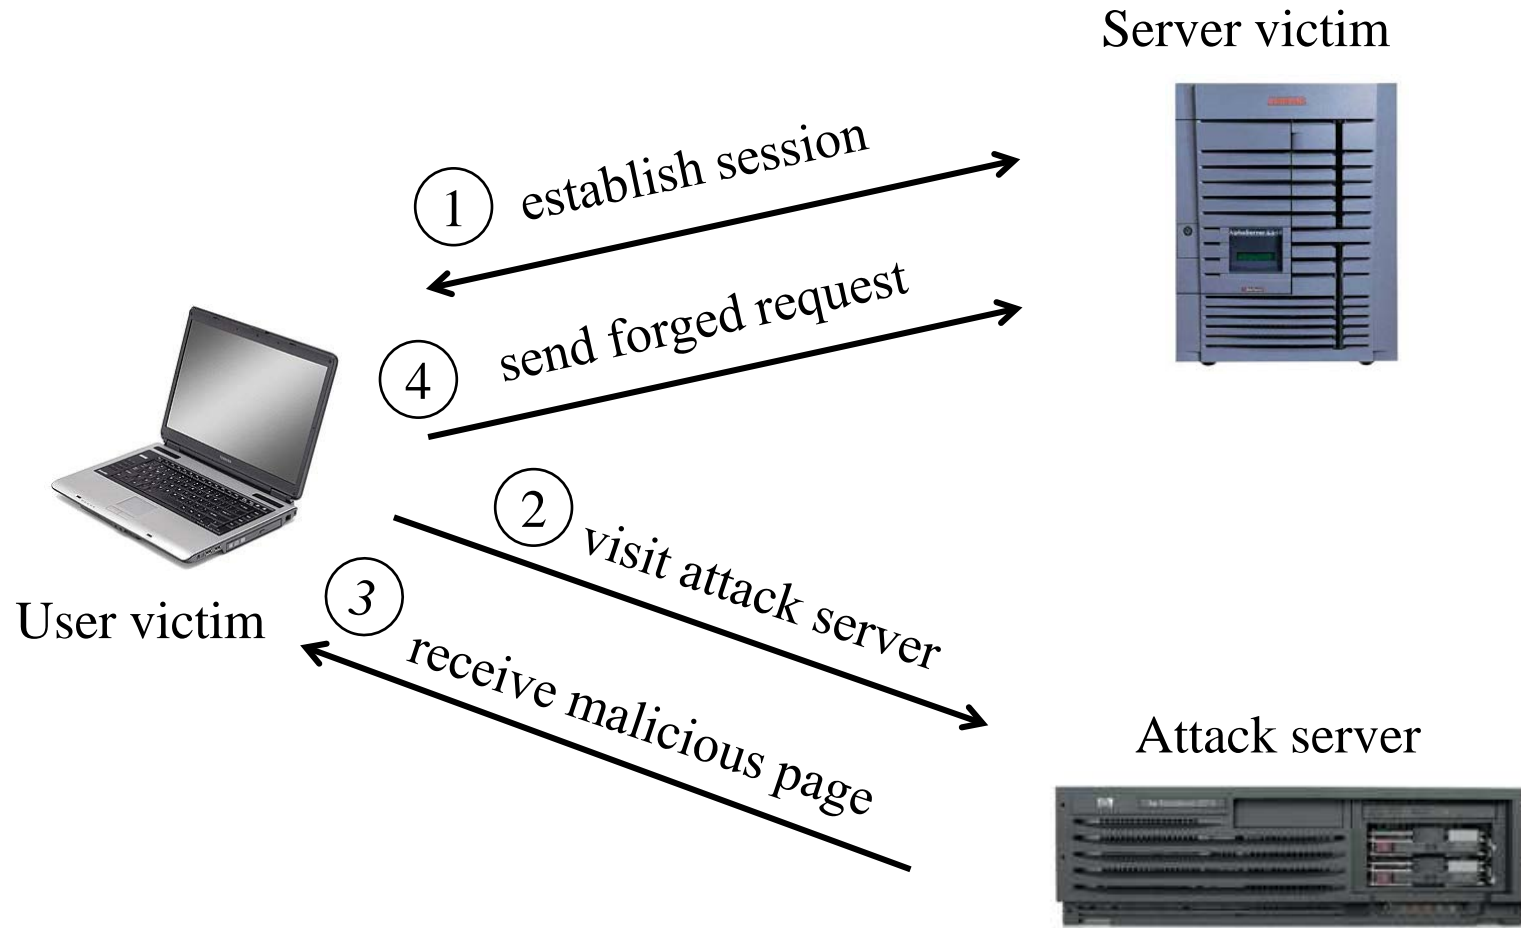 Server victim
1 establish session
4 send forged request
2 visit attack server
3 receive malicious page
User victim
Attack server